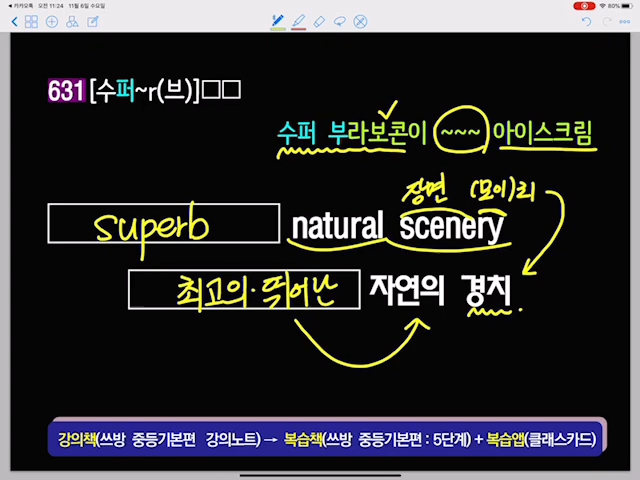 카카오톡 오전 11:24 11월 6일 수요일
80%
631 [수퍼~r(브)]□□
수퍼 부라보콘이 ~~~ 아이스크림
장면 (모이)리
superb natural scenery
최고의·뛰어난 자연의 경치
강의책(쓰방 중등기본편 강의노트) → 복습책(쓰방 중등기본편 : 5단계) + 복습앱(클래스카드)